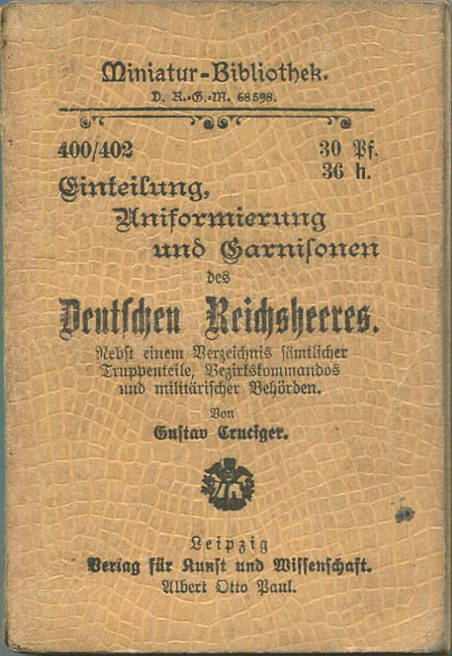 Miniatur-Bibliothek.
D. R.-G.-M. 68598.
400/402 30 Pf.
36 h.
Einteilung,
Uniformierung
und Garniſonen
des
Deutſchen Reichsheeres.
Nebſt einem Verzeichnis ſämtlicher
Truppenteile, Bezirkskommandos
und militäriſcher Behörden.
Von
Guſtav Cruciger.
Leipzig
Verlag für Kunſt und Wiſſenſchaft.
Albert Otto Paul.